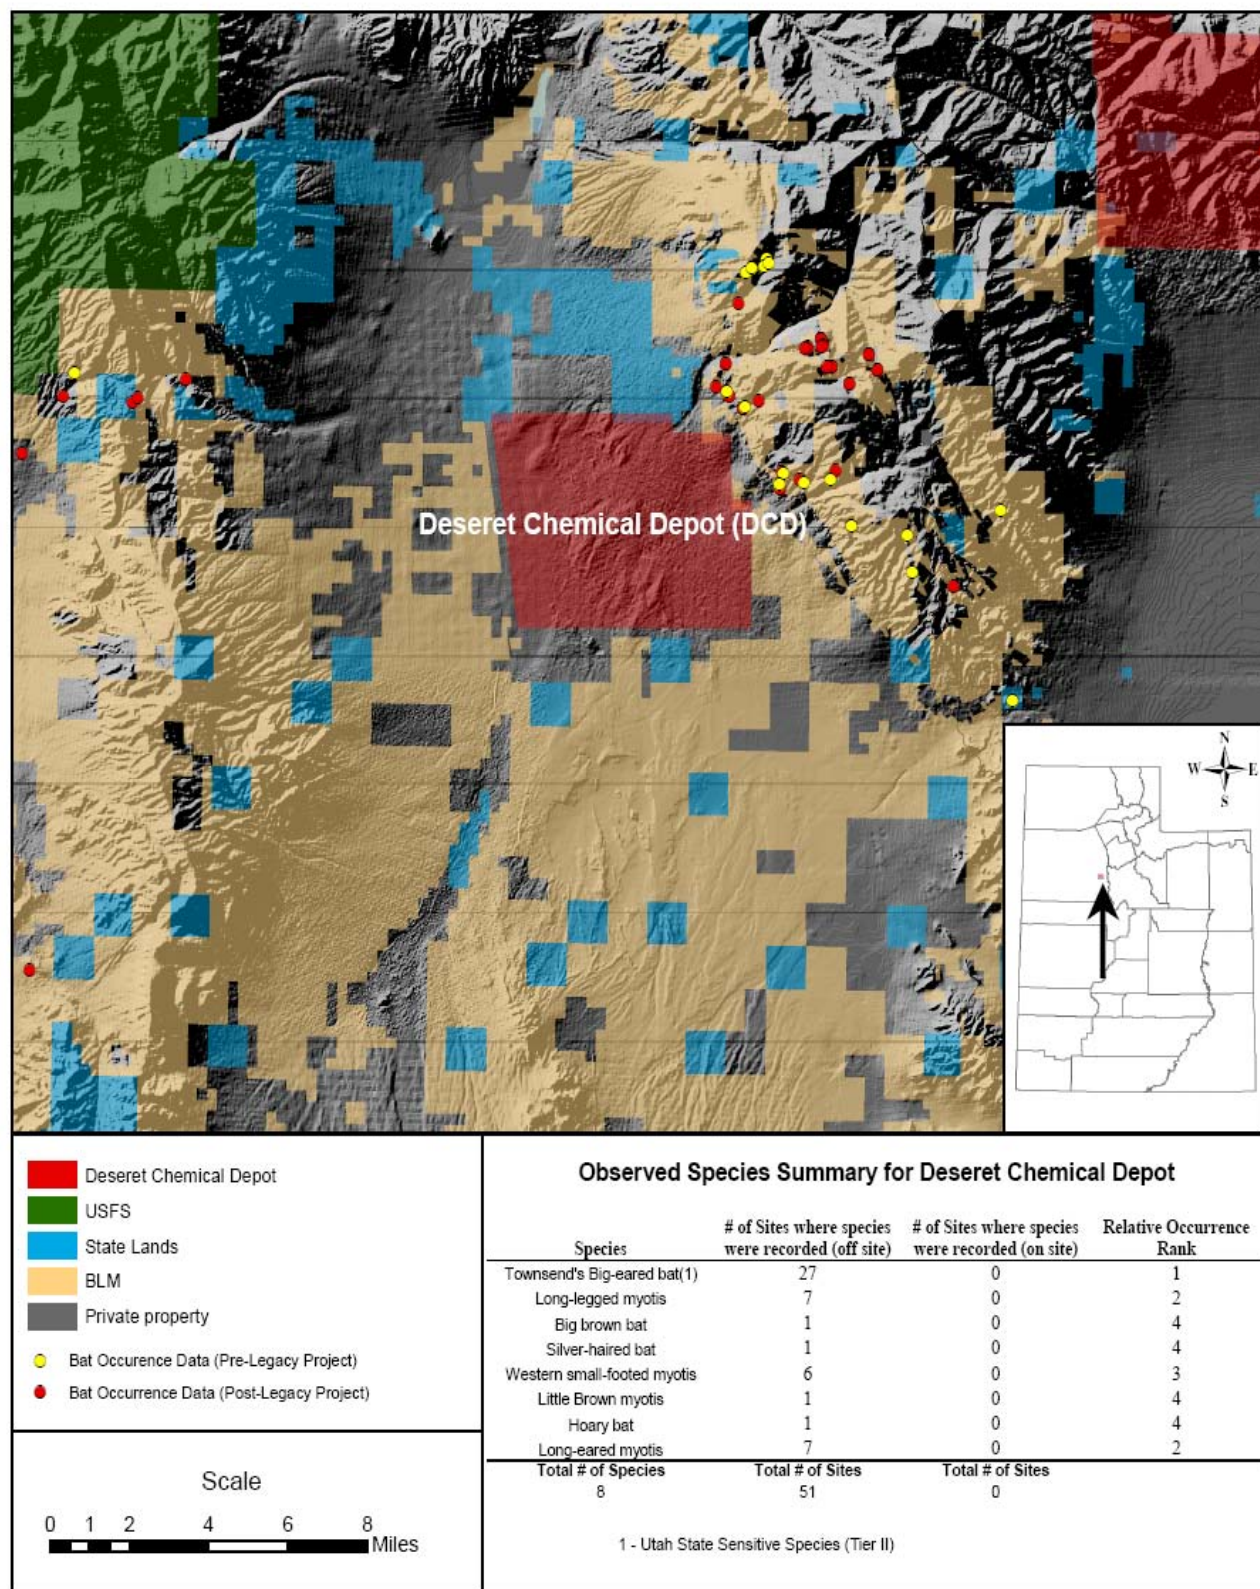 Deseret Chemical Depot (DCD)
N
W E
S
Deseret Chemical Depot
USFS
State Lands
BLM
Private property
Bat Occurence Data (Pre-Legacy Project)
Bat Occurrence Data (Post-Legacy Project)
Scale
0 1 2 4 6 8
Miles
Observed Species Summary for Deseret Chemical Depot
# of Sites where species # of Sites where species Relative Occurrence
Species were recorded (off site) were recorded (on site) Rank
Townsend's Big-eared bat(1) 27 0 1
Long-legged myotis 7 0 2
Big brown bat 1 0 4
Silver-haired bat 1 0 4
Western small-footed myotis 6 0 3
Little Brown myotis 1 0 4
Hoary bat 1 0 4
Long-eared myotis 7 0 2
Total # of Species Total # of Sites Total # of Sites
8 51 0
1 - Utah State Sensitive Species (Tier II)